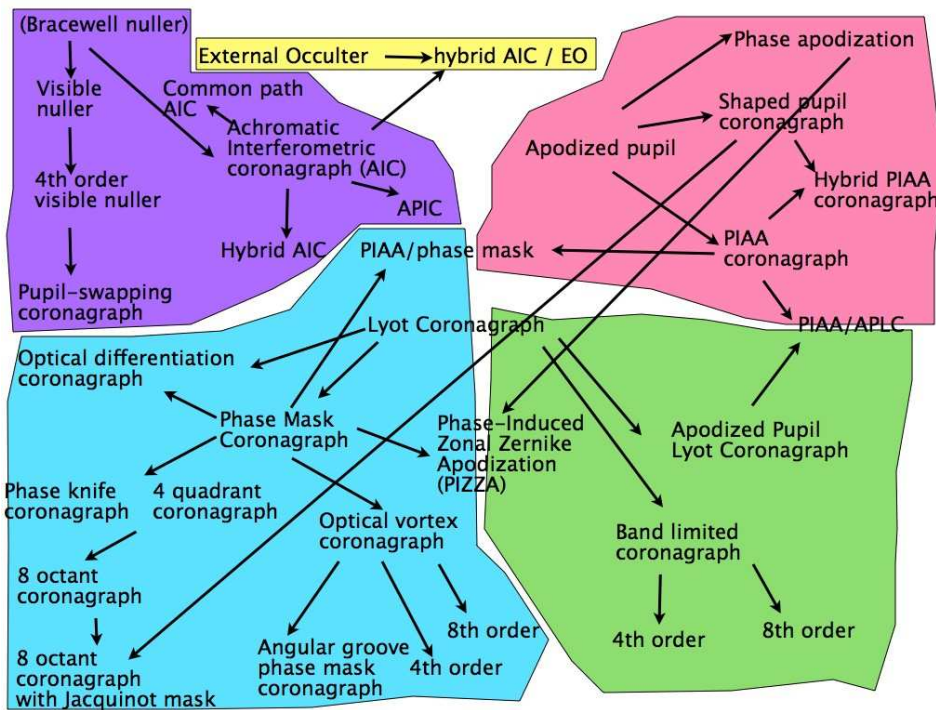 (Bracewell nuller)
Visible
nuller
4th order
visible nuller
Pupil-swapping
coronagraph
Common path
AIC
Achromatic
Interferometric
coronagraph (AIC)
APIC
Hybrid AIC
External Occulter
hybrid AIC / EO
Phase apodization
Shaped pupil
coronagraph
Apodized pupil
Hybrid PIAA
coronagraph
PIAA
coronagraph
PIAA/phase mask
PIAA/APLC
Lyot Coronagraph
Optical differentiation
coronagraph
Phase Mask
Coronagraph
Phase-Induced
Zonal Zernike
Apodization
(PIZZA)
Apodized Pupil
Lyot Coronagraph
Phase knife
coronagraph
4 quadrant
coronagraph
Optical vortex
coronagraph
Band limited
coronagraph
8 octant
coronagraph
8 octant
coronagraph
with Jacquinot mask
Angular groove
phase mask
coronagraph
4th order
8th order
4th order
8th order